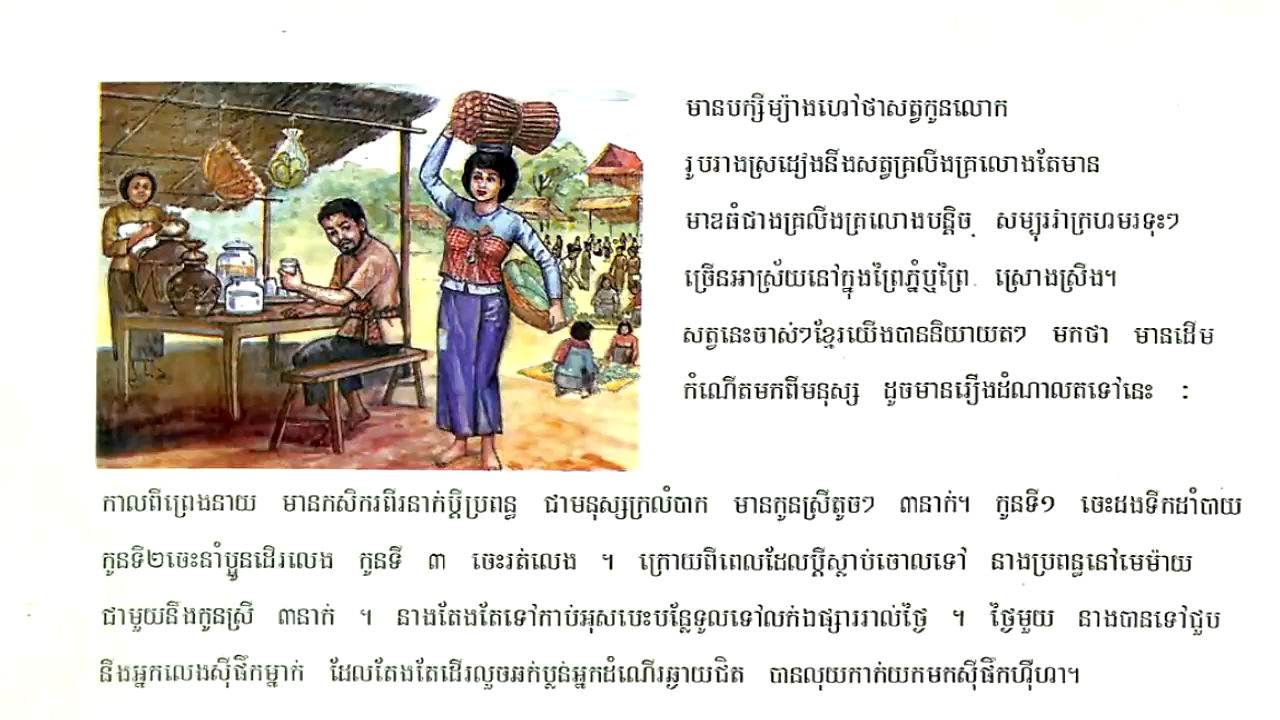 មានបក្សីម្យ៉ាងហៅថាសត្វកូនលោក
រូបរាងស្រដៀងនឹងសត្វគ្រលីងគ្រលោងតែមាន
មាឌធំជាងគ្រលីងគ្រលោងបន្តិច សម្បុរវាក្រហមរទុះៗ
ច្រើនអាស្រ័យនៅក្នុងព្រៃភ្នំឬព្រៃ ស្រោងស្រឹង។
សត្វនេះចាស់ៗខ្មែរយើងបាននិយាយតៗ មកថា មានដើម
កំណើតមកពីមនុស្ស ដូចមានរឿងដំណាលតទៅនេះ :
កាលពីព្រេងនាយ មានកសិករពីរនាក់ប្តីប្រពន្ធ ជាមនុស្សក្រលំបាក មានកូនស្រីតូចៗ ៣នាក់។ កូនទី១ ចេះដងទឹកដាំបាយ
កូនទី២ចេះនាំប្អូនដើរលេង កូនទី ៣ ចេះរត់លេង ។ ក្រោយពីពេលដែលប្តីស្លាប់ចោលទៅ នាងប្រពន្ធនៅមេម៉ាយ
ជាមួយនឹងកូនស្រី ៣នាក់ ។ នាងតែងតែទៅកាប់អុសបេះបន្លែទូលទៅលក់ឯផ្សាររាល់ថ្ងៃ ។ ថ្ងៃមួយ នាងបានទៅជួប
នឹងអ្នកលេងស៊ីផឹកម្នាក់ ដែលតែងតែដើរលួចឆក់ប្លន់អ្នកដំណើរឆ្ងាយជិត បានលុយកាក់យកមកស៊ីផឹកហ៊ឺហា។